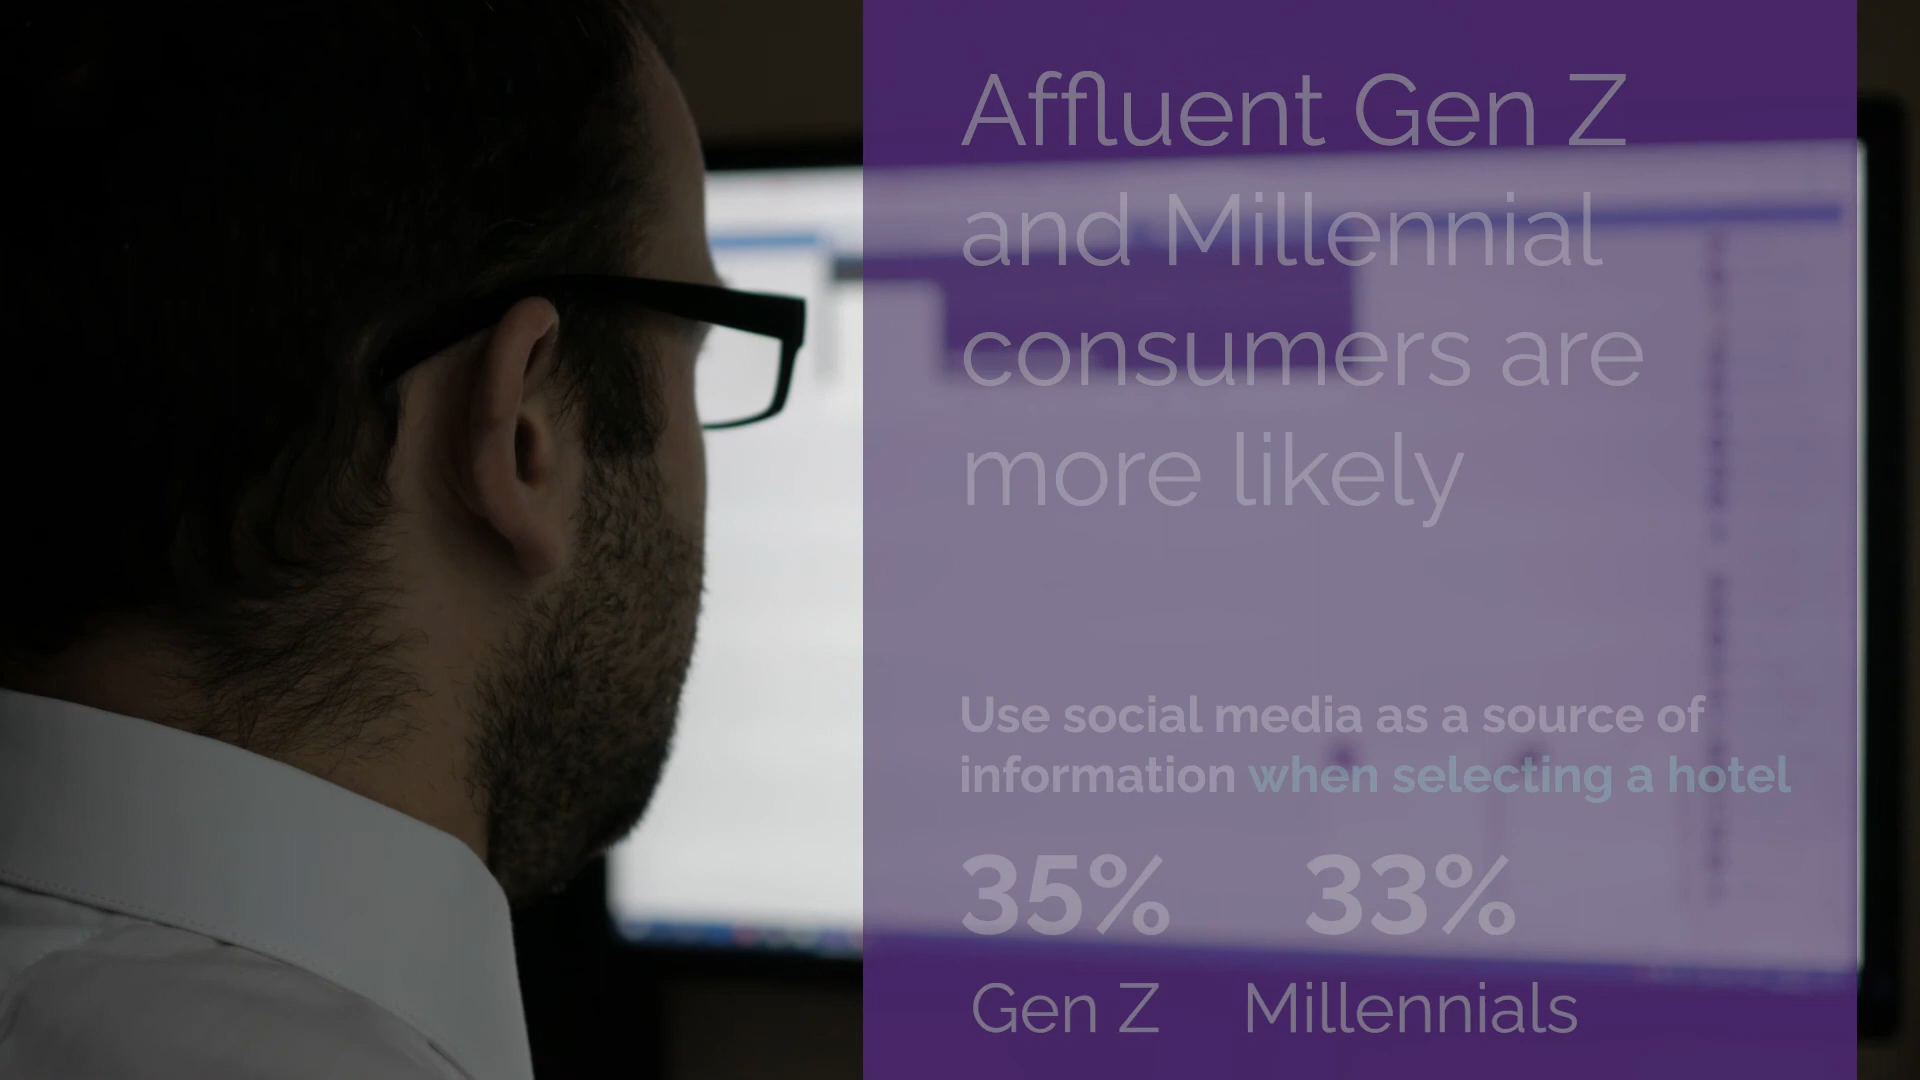 Affluent Gen Z
and Millennial
consumers are
more likely
Use social media as a source of
information when selecting a hotel
35% 33%
Gen Z Millennials